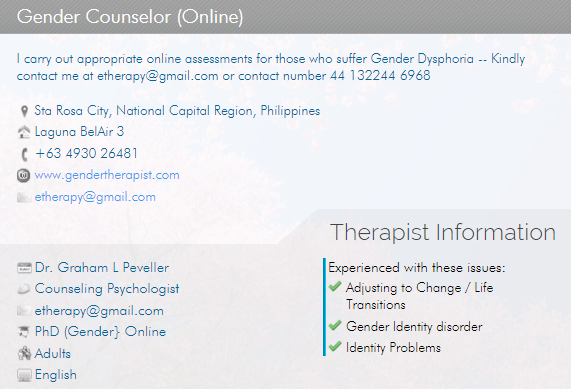 Gender Counselor (Online)
I carry out appropriate online assessments for those who suffer Gender Dysphoria -- Kindly
contact me at etherapy@gmail.com or contact number 44 132244 6968
Sta Rosa City, National Capital Region, Philippines
Laguna BelAir 3
+63 4930 26481
www.gendertherapist.com
etherapy@gmail.com
Dr. Graham L Peveller
Counseling Psychologist
etherapy@gmail.com
PhD (Gender} Online
Adults
English
Therapist Information
Experienced with these issues:
Adjusting to Change / Life
Transitions
Gender Identity disorder
Identity Problems